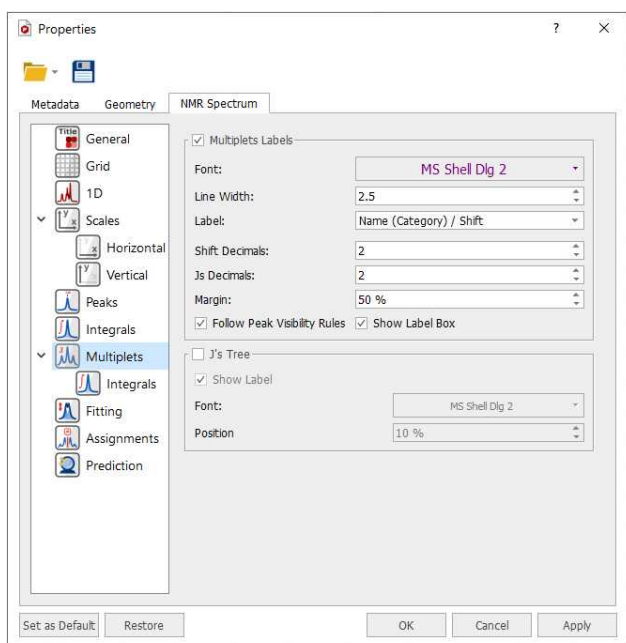 Properties
?
Metadata Geometry NMR Spectrum
Title
General
Grid
1D
Scales
Horizontal
Vertical
Peaks
Integrals
Multiplets
Integrals
Fitting
Assignments
Prediction
Multiplets Labels
Font: MS Shell Dlg 2
Line Width: 2.5
Label: Name (Category) / Shift
Shift Decimals: 2
Js Decimals: 2
Margin: 50 %
Follow Peak Visibility Rules Show Label Box
J's Tree
Show Label
Font: MS Shell Dlg 2
Position 10 %
Set as Default Restore OK Cancel Apply